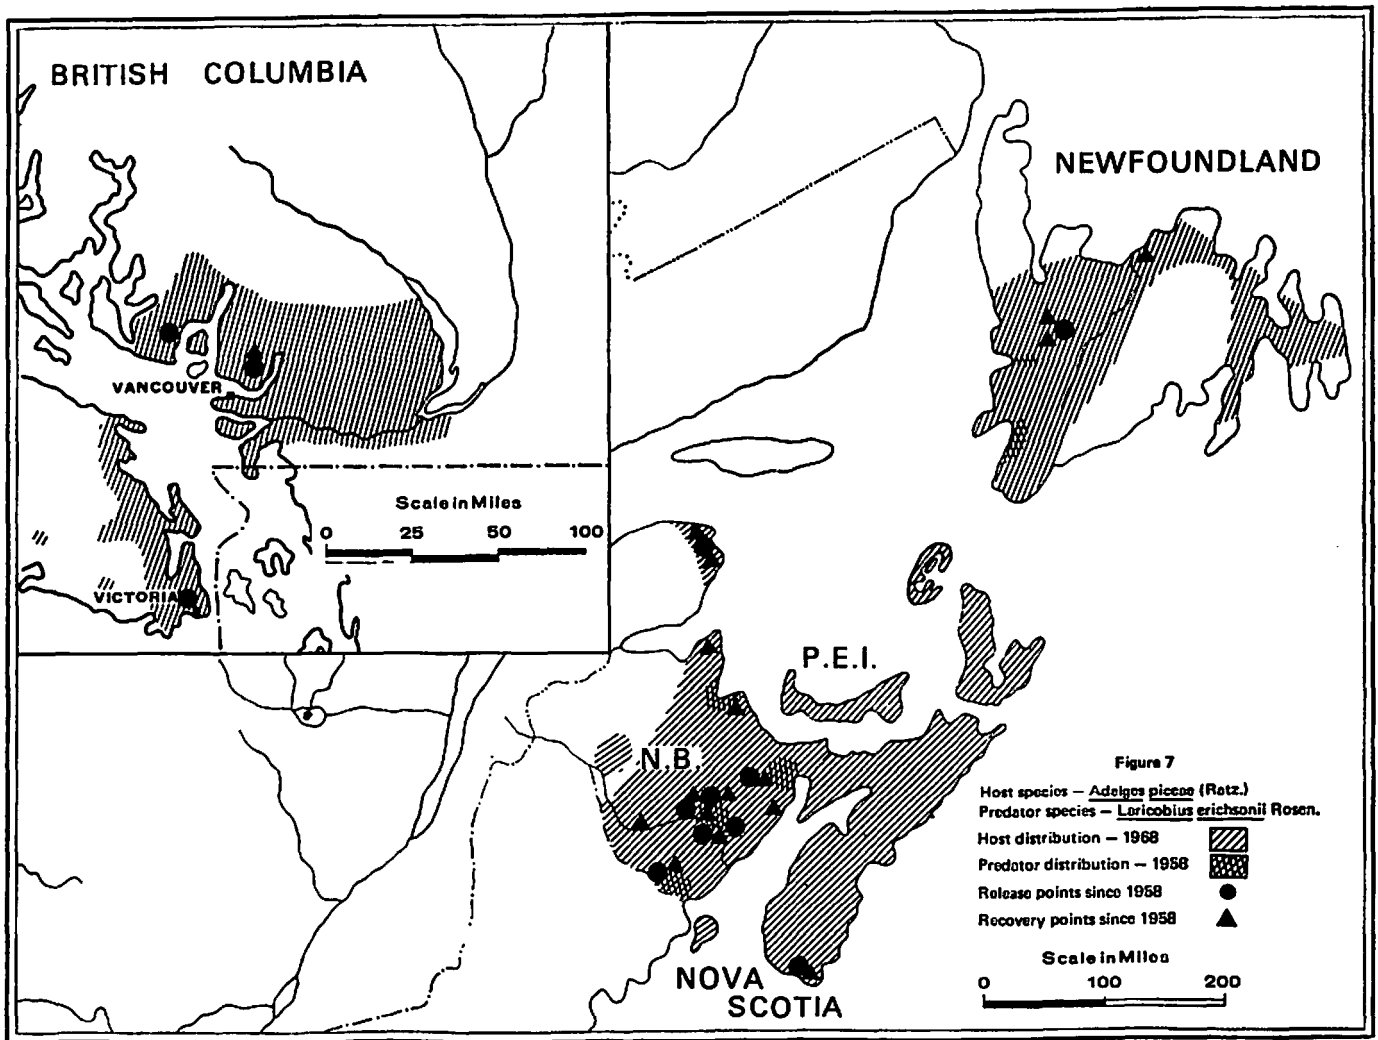 BRITISH COLUMBIA
NEWFOUNDLAND
VANCOUVER
Scale in Miles
0 25 50 100
VICTORIA
P.E.I.
N.B.
NOVA
SCOTIA
Figure 7
Host species — Adelges piceae (Ratz.)
Predator species — Laricobius erichsonii Rosen.
Host distribution — 1968
Predator distribution — 1958
Release points since 1958
Recovery points since 1958
Scale in Miles
0 100 200